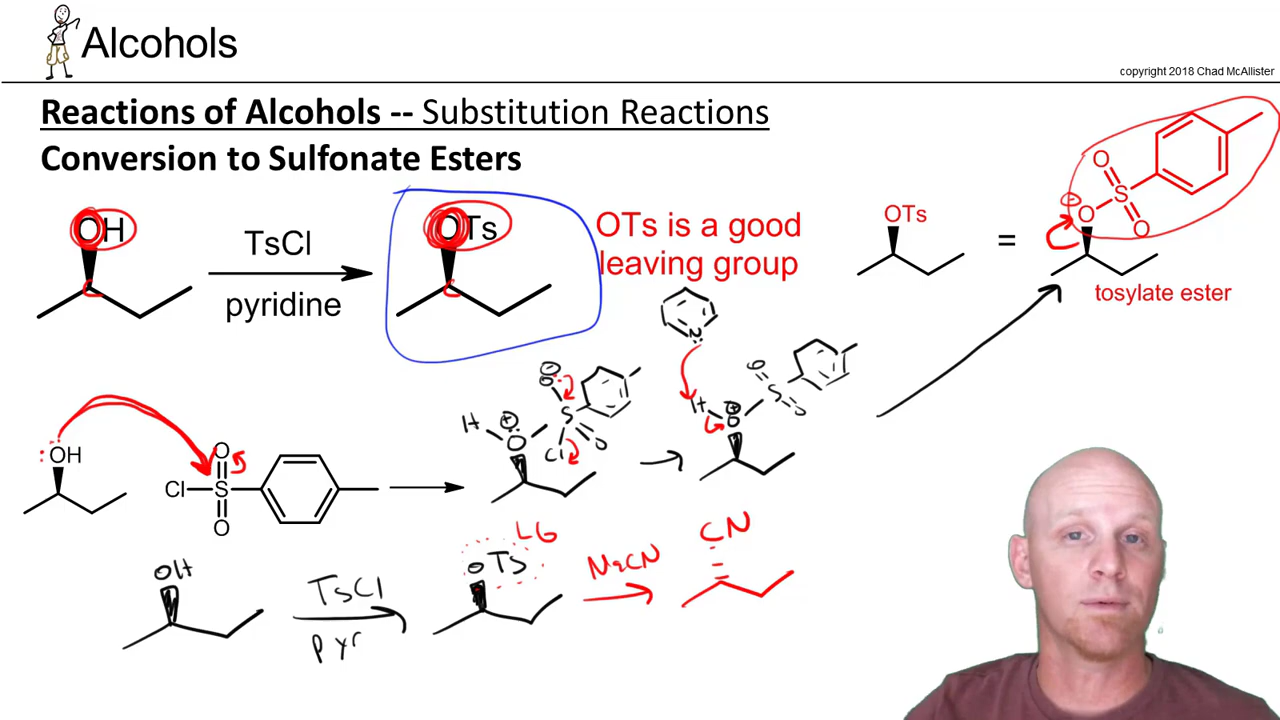 Alcohols
copyright 2018 Chad McAllister
Reactions of Alcohols -- Substitution Reactions
Conversion to Sulfonate Esters
OH
TsCl
pyridine
OTs
OTs is a good
leaving group
OTs
=
O
S
O
O
⊖
tosylate ester
N
H
O
⊕
S
O
⊖
O
Cl
H
O
⊕
S
O
O
:OH
Cl
S
O
O
OH
TsCl
pyr
OTs
LG
NaCN
CN